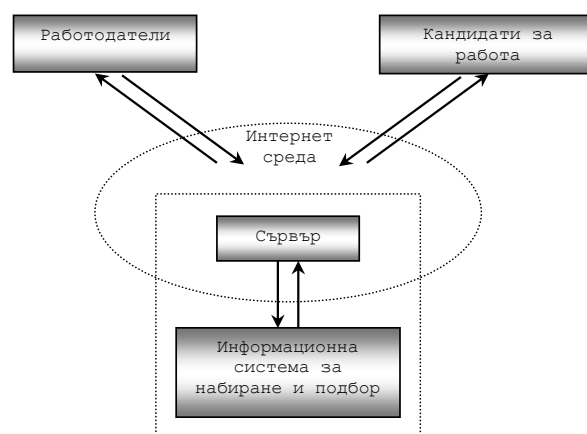 Работодатели
Кандидати за
работа
Интернет
среда
Сървър
Информационна
система за
набиране и подбор